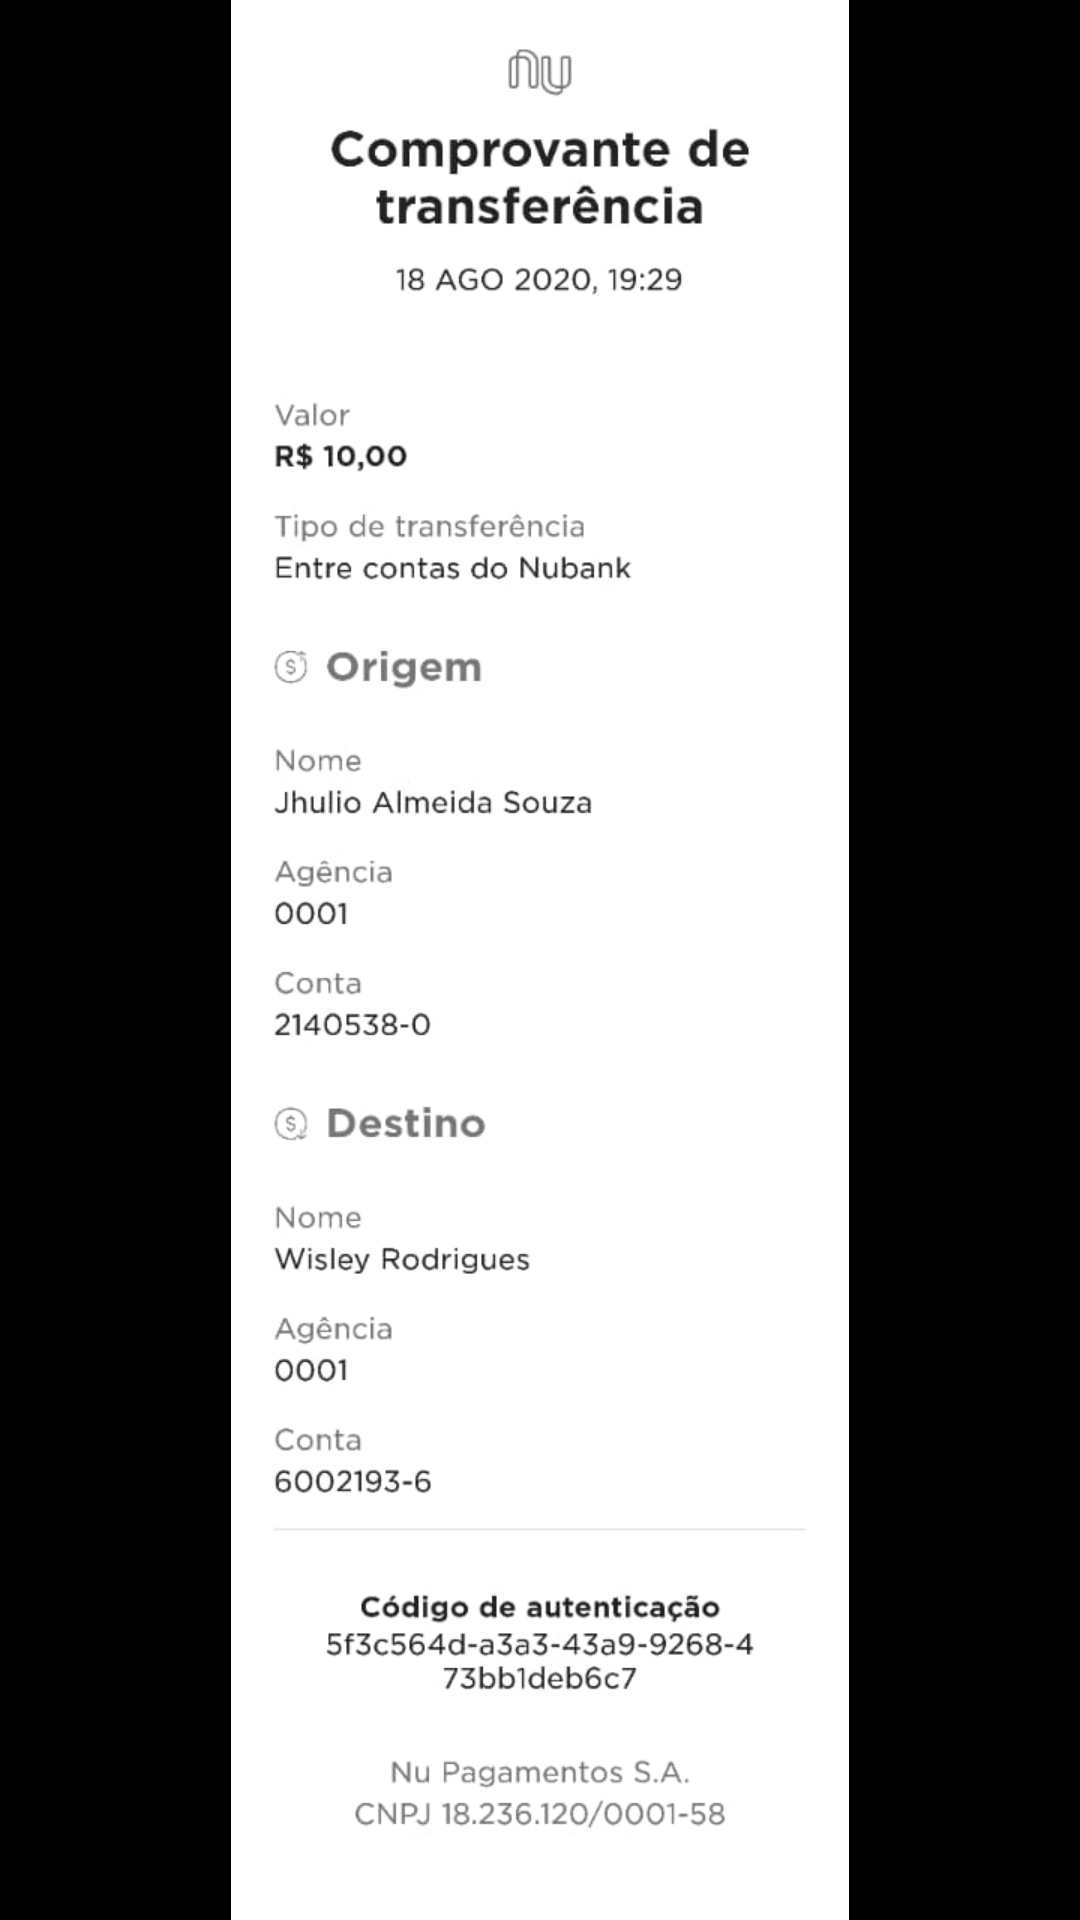 nu
Comprovante de
transferência
18 AGO 2020, 19:29
Valor
R$ 10,00
Tipo de transferência
Entre contas do Nubank
Origem
Nome
Jhulio Almeida Souza
Agência
0001
Conta
2140538-0
Destino
Nome
Wisley Rodrigues
Agência
0001
Conta
6002193-6
Código de autenticação
5f3c564d-a3a3-43a9-9268-4
73bb1deb6c7
Nu Pagamentos S.A.
CNPJ 18.236.120/0001-58